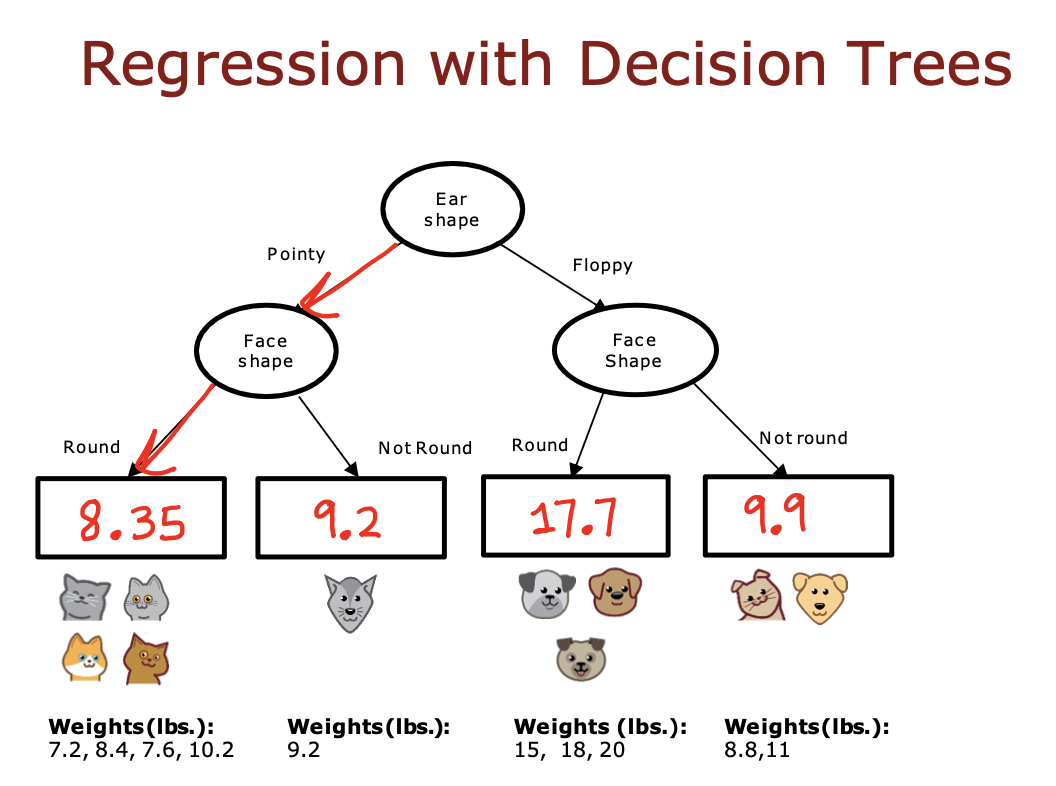 Regression with Decision Trees
Ear
shape
Pointy
Floppy
Face
shape
Face
Shape
Round
Not Round
Round
Not round
8.35
9.2
17.7
9.9
Weights(lbs.):
7.2, 8.4, 7.6, 10.2
Weights(lbs.):
9.2
Weights (lbs.):
15, 18, 20
Weights(lbs.):
8.8,11